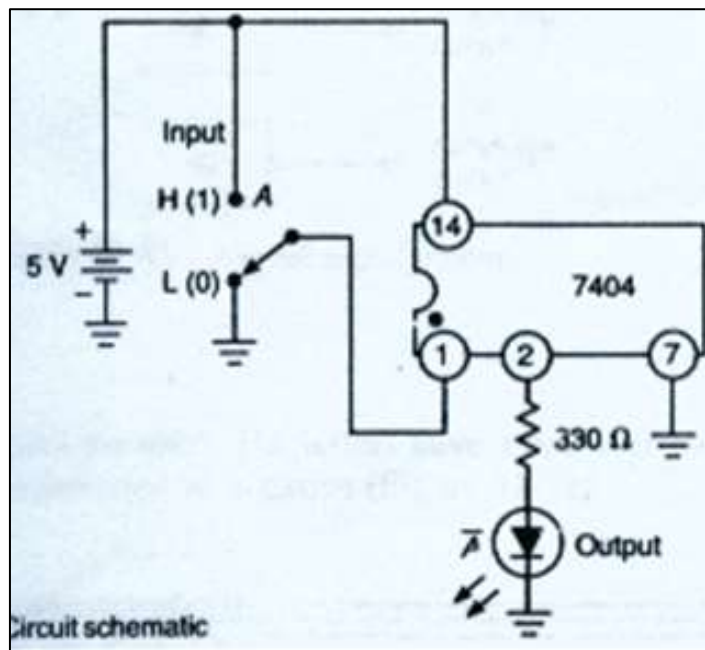 Input
H (1) A
+
5 V
−
L (0)
14
7404
1
2
7
330 Ω
A̅
Output
Circuit schematic